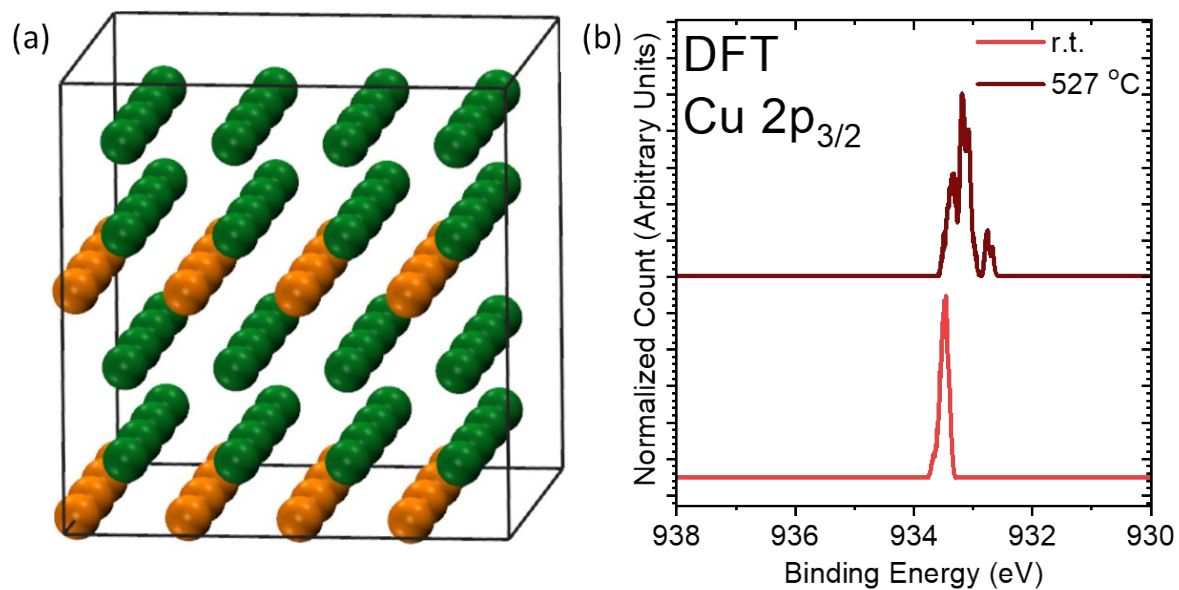 (a)
(b)
DFT
Cu 2p3/2
r.t.
527 °C
Normalized Count (Arbitrary Units)
938 936 934 932 930
Binding Energy (eV)